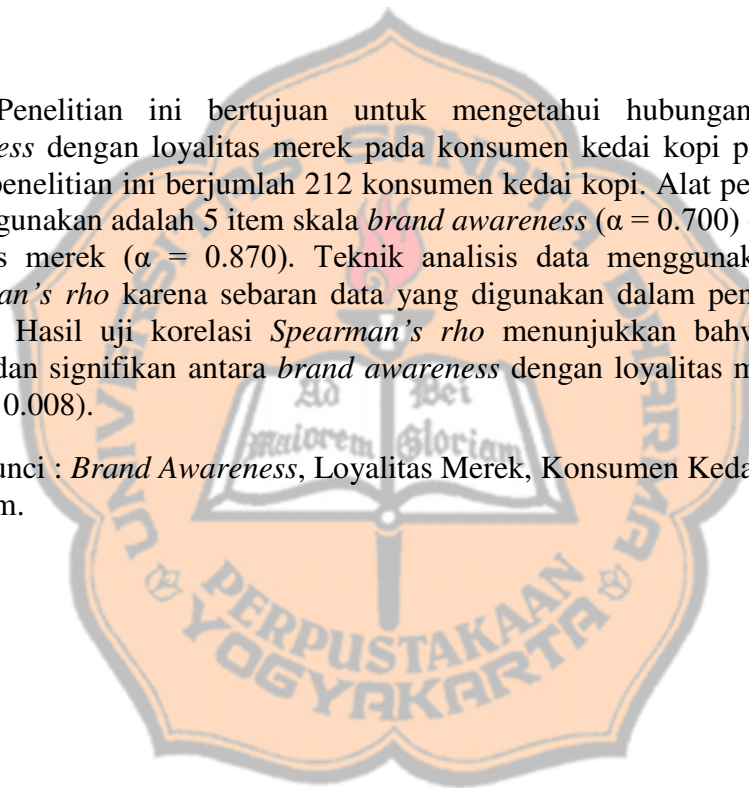 Penelitian ini bertujuan untuk mengetahui hubungan
ess dengan loyalitas merek pada konsumen kedai kopi p
penelitian ini berjumlah 212 konsumen kedai kopi. Alat pe
gunakan adalah 5 item skala brand awareness (α = 0.700)
s merek (α = 0.870). Teknik analisis data menggunak
an's rho karena sebaran data yang digunakan dalam pen
Hasil uji korelasi Spearman's rho menunjukkan bahw
dan signifikan antara brand awareness dengan loyalitas m
0.008).
unci : Brand Awareness, Loyalitas Merek, Konsumen Keda
m.
UNIVERSITAS SANATA DHARMA
Ad Dei
Maiorem Gloriam
PERPUSTAKAAN
YOGYAKARTA